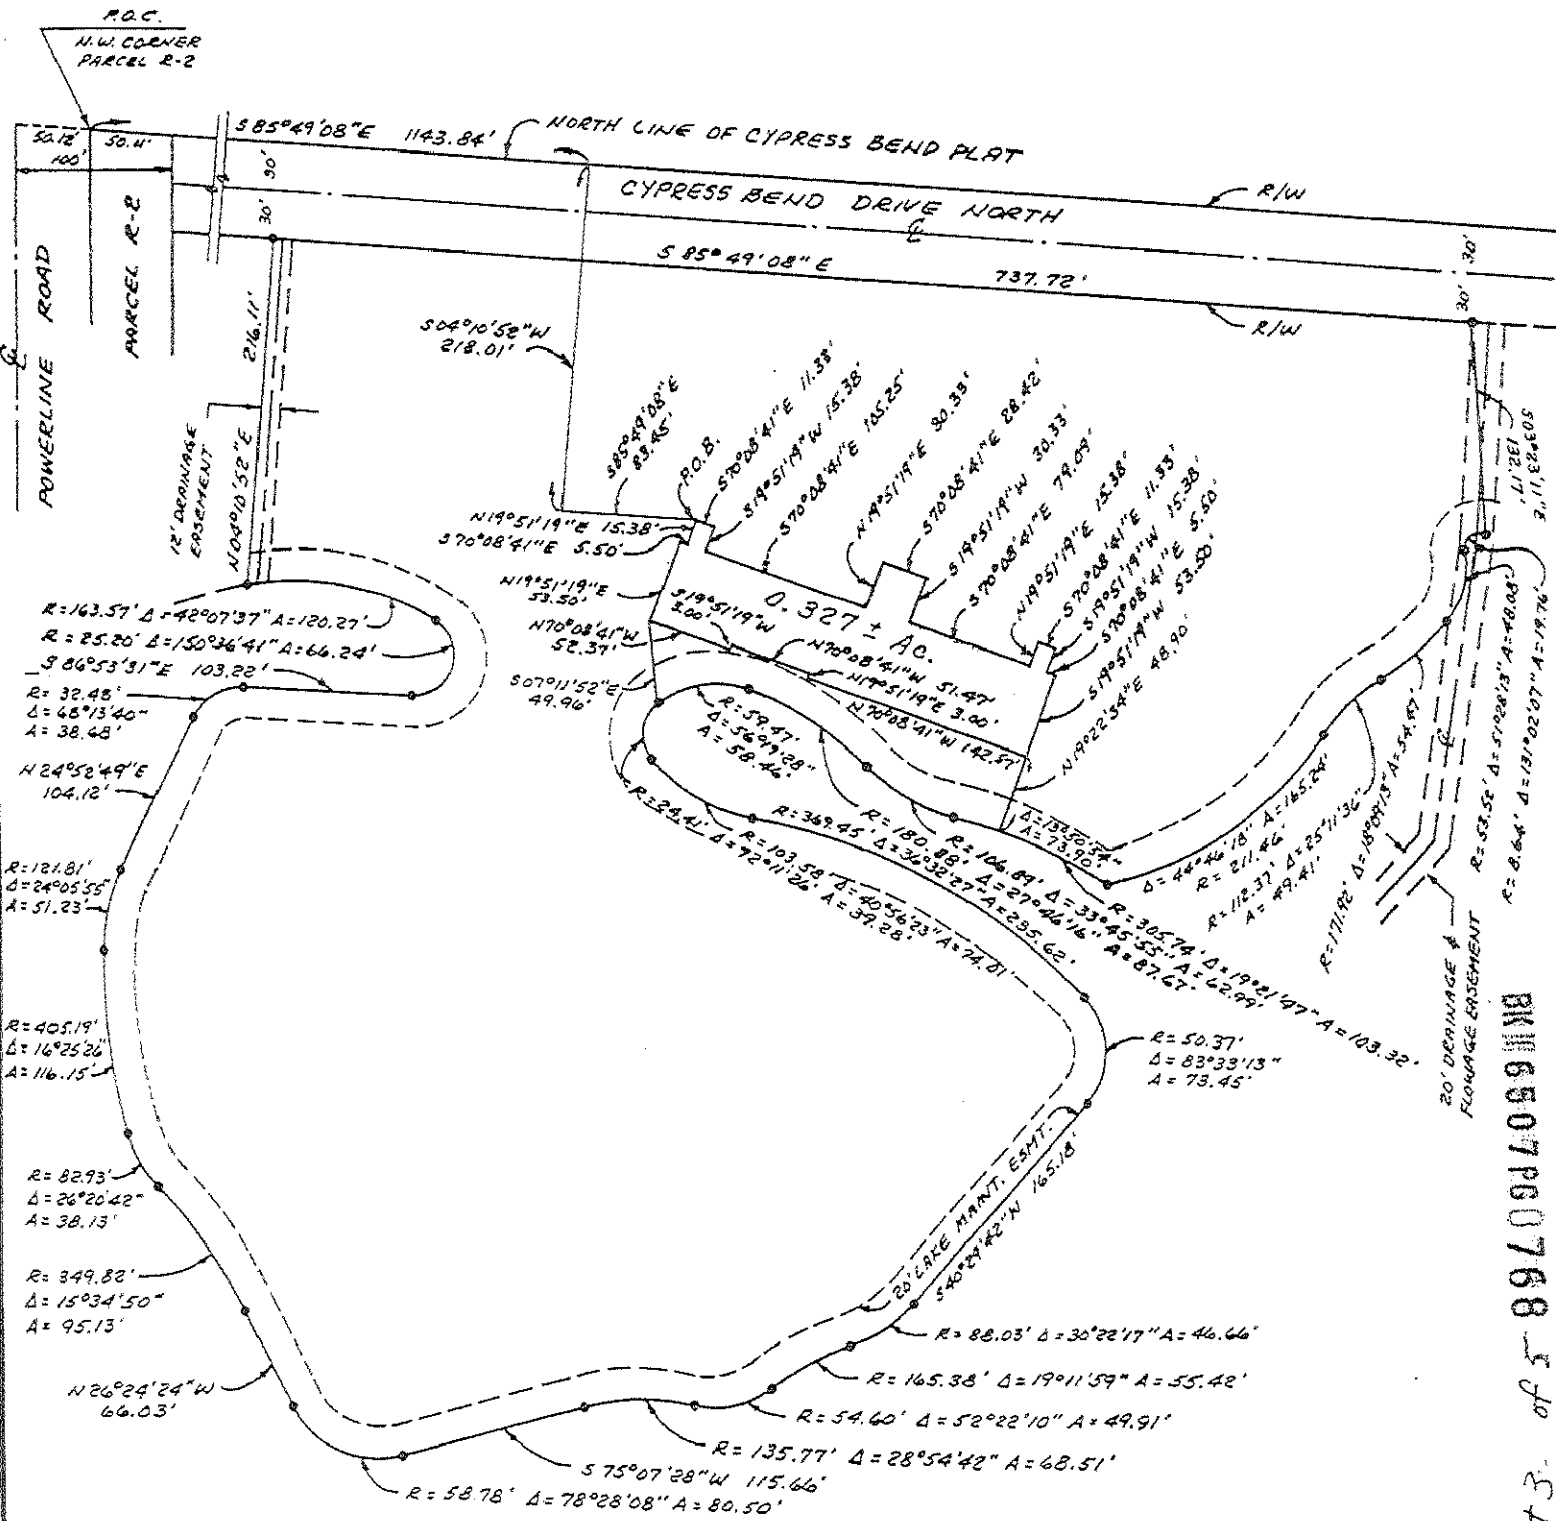 P.O.C.
N.W. CORNER
PARCEL R-2
50.12'
100'
50.11'
S 85°49'08"E 1143.84'
NORTH LINE OF CYPRESS BEND PLAT
CYPRESS BEND DRIVE NORTH
R/W
S 85°49'08" E 737.72'
R/W
30'
30'
30'
30'
POWERLINE ROAD
PARCEL R-2
216.11'
12' DRAINAGE
EASEMENT
N04°10'52"E
S04°10'52"W
218.01'
S85°49'08"E
83.45'
P.O.B.
S70°08'41"E 11.33'
S19°51'19"W 15.38'
S70°08'41"E 105.25'
N19°51'19"E 30.33'
S70°08'41"E 28.42'
S19°51'19"W 30.33'
S70°08'41"E 79.09'
N19°51'19"E 15.38'
S70°08'41"E 11.33'
S19°51'19"W 15.38'
S70°08'41"E 5.50'
S19°51'19"W 53.50'
N19°22'34"E 48.90'
S03°23'11"E
132.17'
N19°51'19"E 15.38'
S70°08'41"E 5.50'
N19°51'19"E
53.50'
S19°51'19"W
3.00'
0.327 ± AC.
N70°08'41"W
52.37'
N70°08'41"W 51.47'
N19°51'19"E 3.00'
N70°08'41"W 142.57'
S07°11'52"E
49.96'
R=163.57' Δ=42°07'37" A=120.27'
R=25.20' Δ=150°36'41" A=66.24'
S 86°53'31"E 103.22'
R= 32.48'
Δ=68°13'40"
A= 38.68'
N24°52'49"E
104.12'
R=121.81'
Δ=24°05'55"
A=51.23'
R=405.19'
Δ=16°25'26"
A=116.15'
R= 82.93'
Δ=26°20'42"
A= 38.13'
R= 349.82'
Δ= 15°34'50"
A= 95.13'
N26°24'24"W
66.03'
R= 58.78' Δ=78°28'08" A= 80.50'
S 75°07'28"W 115.66'
R= 135.77' Δ=28°54'42" A=68.51'
R= 54.60' Δ=52°22'10" A=49.91'
R= 165.38' Δ=19°11'59" A=55.42'
R= 88.03' Δ=30°22'17" A=46.66'
20' LAKE MAINT. ESMT.
S40°29'42"W 165.18'
R= 50.37'
Δ= 83°33'13"
A= 73.45'
R=59.47'
Δ=56°19'28"
A= 58.46'
R=24.41' Δ=92°11'26" A=39.28'
R=103.58 Δ=40°56'23" A=74.01'
R=369.45' Δ=36°32'27" A=235.62'
R=180.88' Δ=27°46'16" A=87.67'
R=106.89' Δ=33°45'55" A=62.99'
R=305.74' Δ=19°21'47" A=103.32'
Δ=13°50'54"
A=73.90'
Δ=44°46'18" A=165.24'
R=211.46'
R=112.37' Δ=25°11'36"
A=49.41'
R=171.92' Δ=18°09'13" A=54.47'
R=53.52' Δ=51°28'13" A=48.08'
R=8.64' Δ=131°02'07" A=19.76'
20' DRAINAGE &
FLOWAGE EASEMENT
of 5